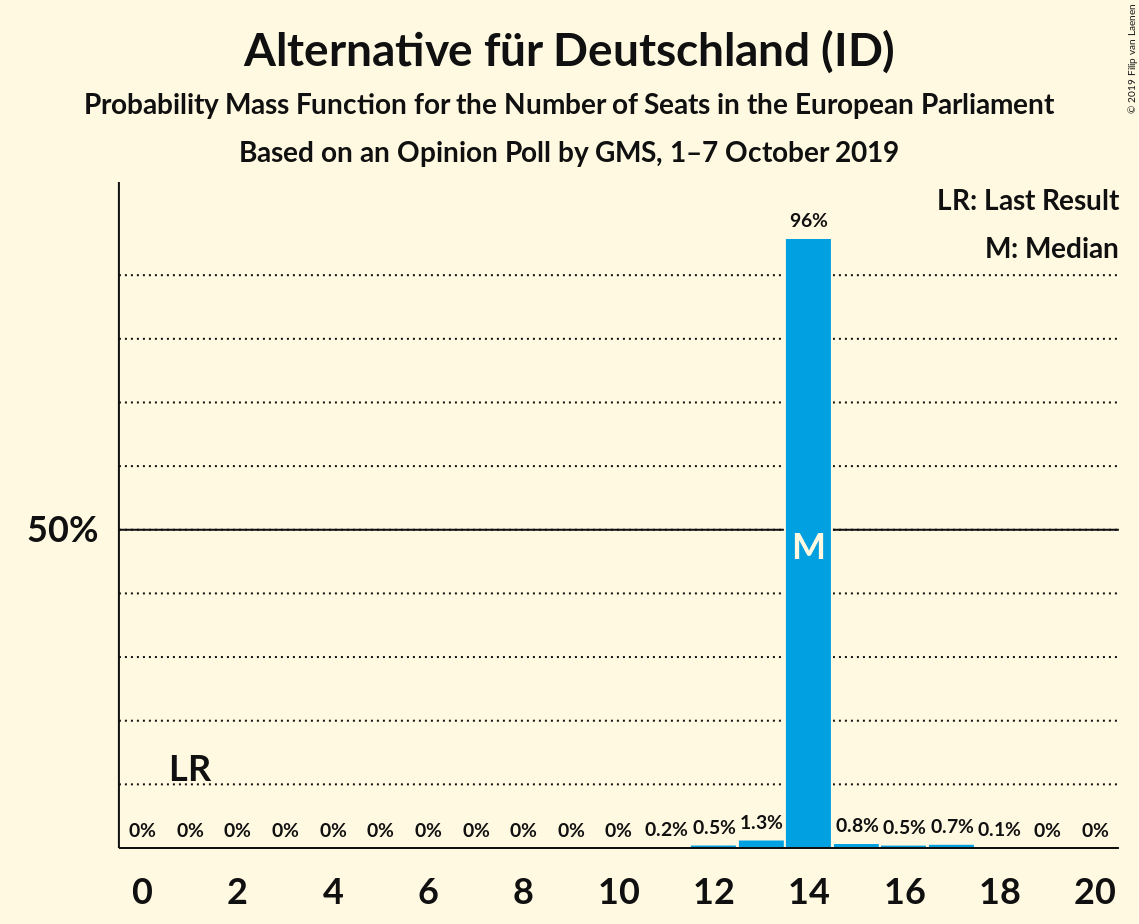 Alternative für Deutschland (ID)
Probability Mass Function for the Number of Seats in the European Parliament
Based on an Opinion Poll by GMS, 1–7 October 2019
© 2019 Filip van Laenen
LR: Last Result
M: Median
96%
50%
M
LR
0% 0% 0% 0% 0% 0% 0% 0% 0% 0% 0% 0.2% 0.5% 1.3% 0.8% 0.5% 0.7% 0.1% 0% 0%
0 2 4 6 8 10 12 14 16 18 20